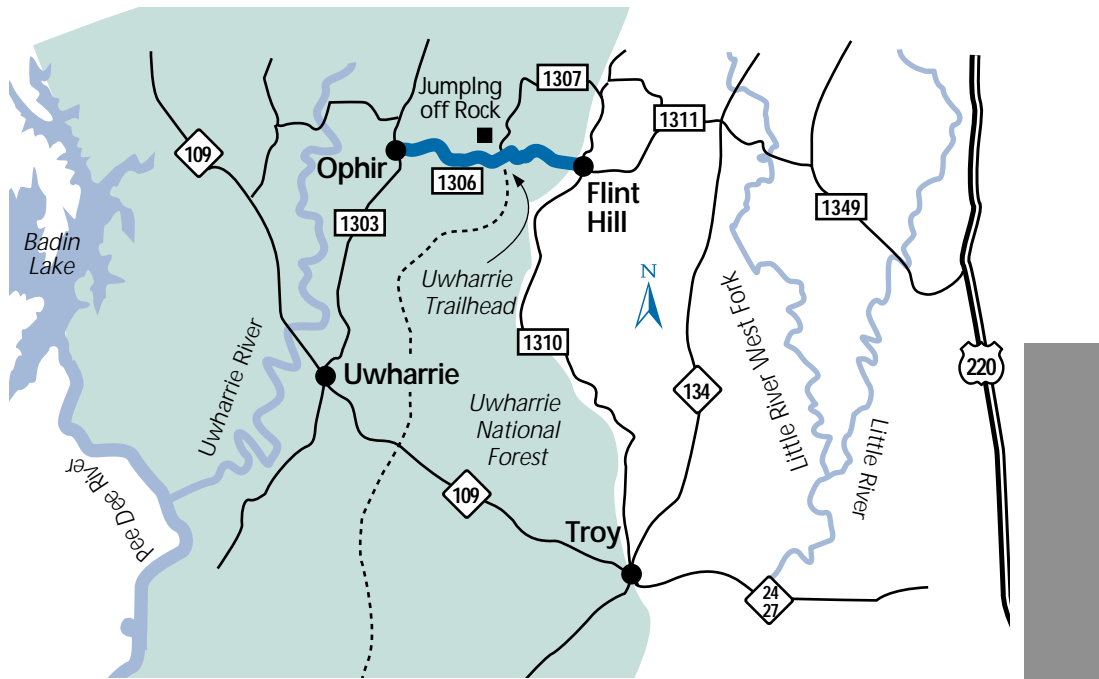 1307
Jumping
off Rock
1311
109
Ophir
1306
Flint
Hill
1349
1303
Badin
Lake
Uwharrie
Trailhead
N
Uwharrie River
1310
Little River West Fork
220
Uwharrie
134
Uwharrie
National
Forest
Little River
Pee Dee River
109
Troy
24
27